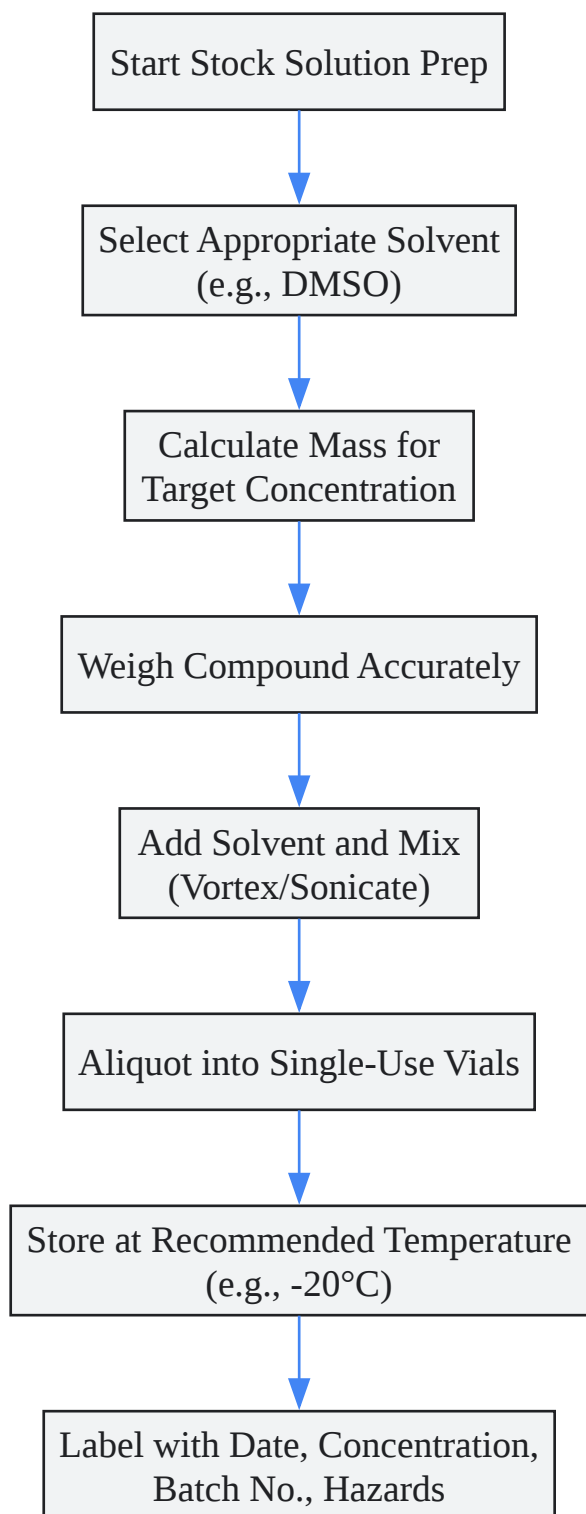 Start Stock Solution Prep
Select Appropriate Solvent
(e.g., DMSO)
Calculate Mass for
Target Concentration
Weigh Compound Accurately
Add Solvent and Mix
(Vortex/Sonicate)
Aliquot into Single-Use Vials
Store at Recommended Temperature
(e.g., -20°C)
Label with Date, Concentration,
Batch No., Hazards